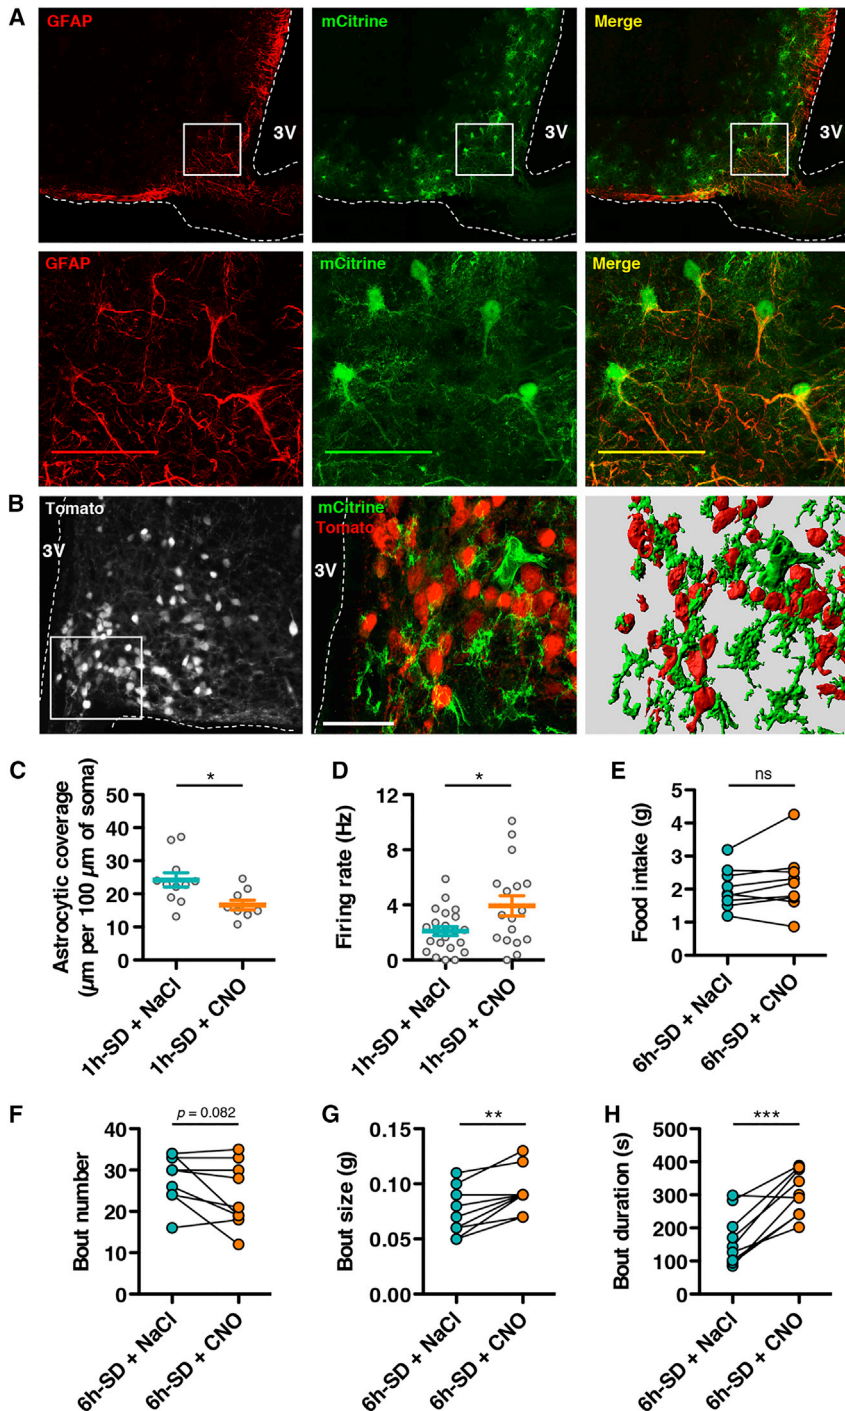 A
GFAP
mCitrine
Merge
3V
3V
3V
GFAP
mCitrine
Merge
B
Tomato
mCitrine
Tomato
3V
3V
C
D
E
*
*
ns
Astrocytic coverage
(µm per 100 µm of soma)
50
40
30
20
10
0
1h-SD + NaCl
1h-SD + CNO
Firing rate (Hz)
12
8
4
0
1h-SD + NaCl
1h-SD + CNO
Food intake (g)
5
4
3
2
1
0
6h-SD + NaCl
6h-SD + CNO
F
p = 0.082
Bout number
40
30
20
10
0
6h-SD + NaCl
6h-SD + CNO
G
**
Bout size (g)
0.15
0.10
0.05
0.00
6h-SD + NaCl
6h-SD + CNO
H
***
Bout duration (s)
500
400
300
200
100
0
6h-SD + NaCl
6h-SD + CNO